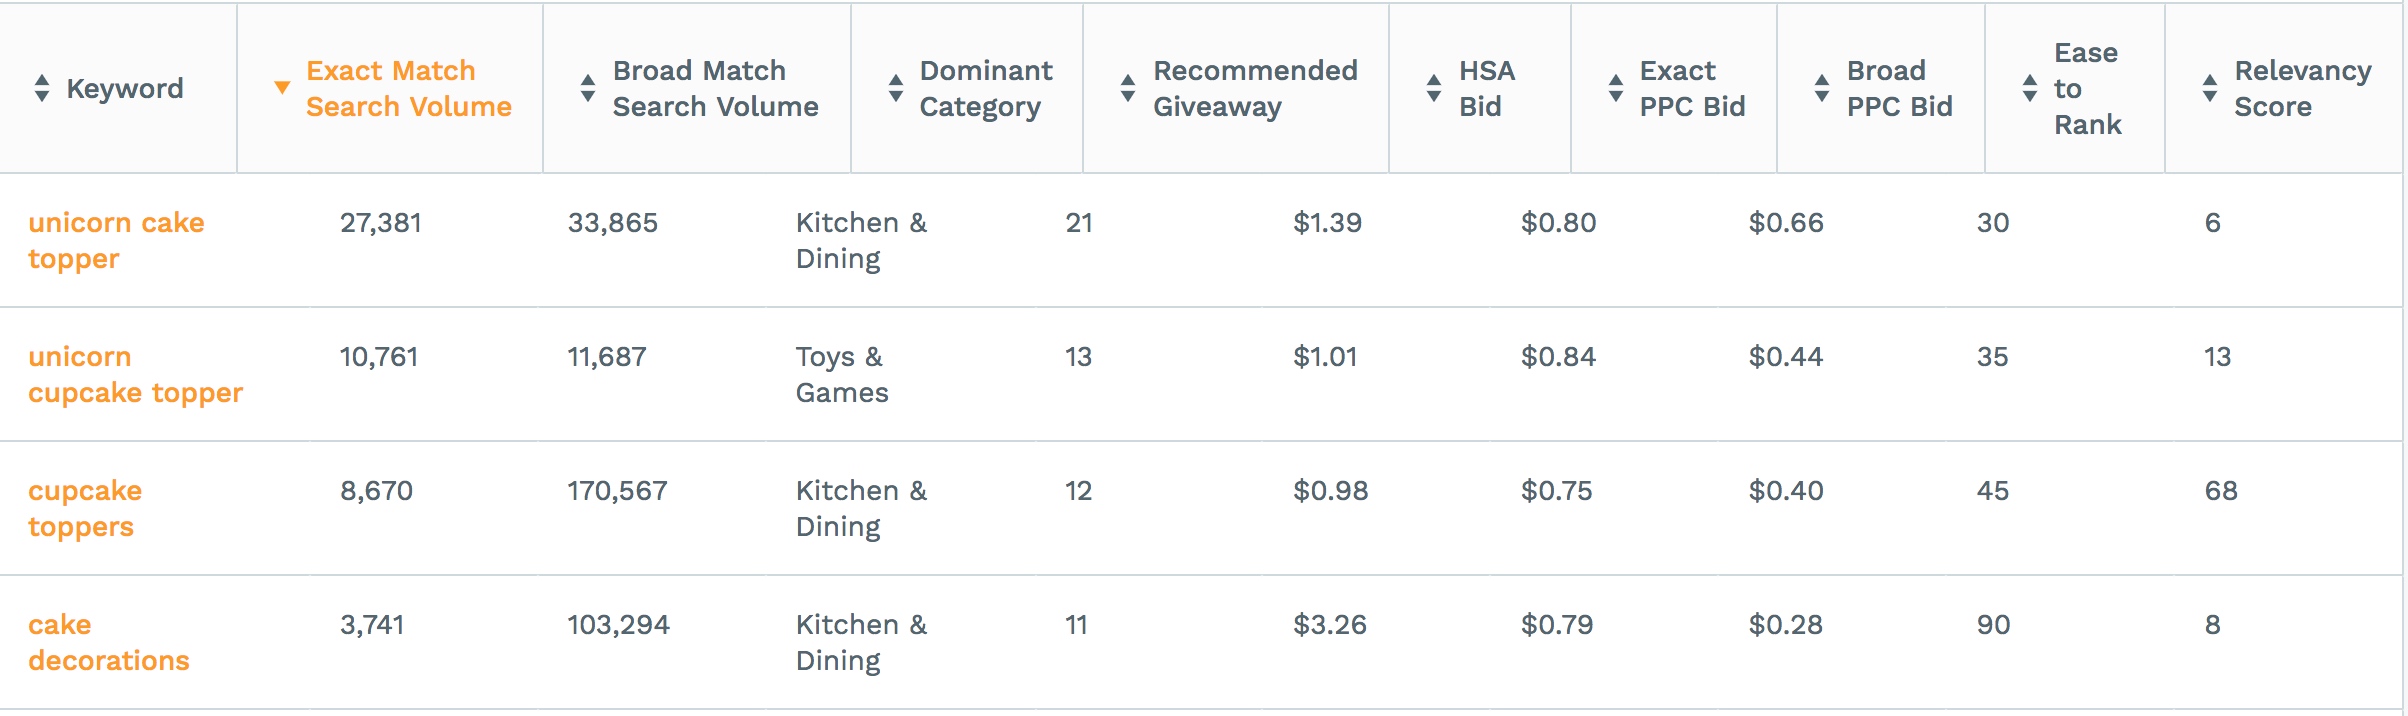 Keyword
Exact Match
Search Volume
Broad Match
Search Volume
Dominant
Category
Recommended
Giveaway
HSA
Bid
Exact
PPC Bid
Broad
PPC Bid
Ease
to
Rank
Relevancy
Score
unicorn cake
topper
27,381
33,865
Kitchen &
Dining
21
$1.39
$0.80
$0.66
30
6
unicorn
cupcake topper
10,761
11,687
Toys &
Games
13
$1.01
$0.84
$0.44
35
13
cupcake
toppers
8,670
170,567
Kitchen &
Dining
12
$0.98
$0.75
$0.40
45
68
cake
decorations
3,741
103,294
Kitchen &
Dining
11
$3.26
$0.79
$0.28
90
8